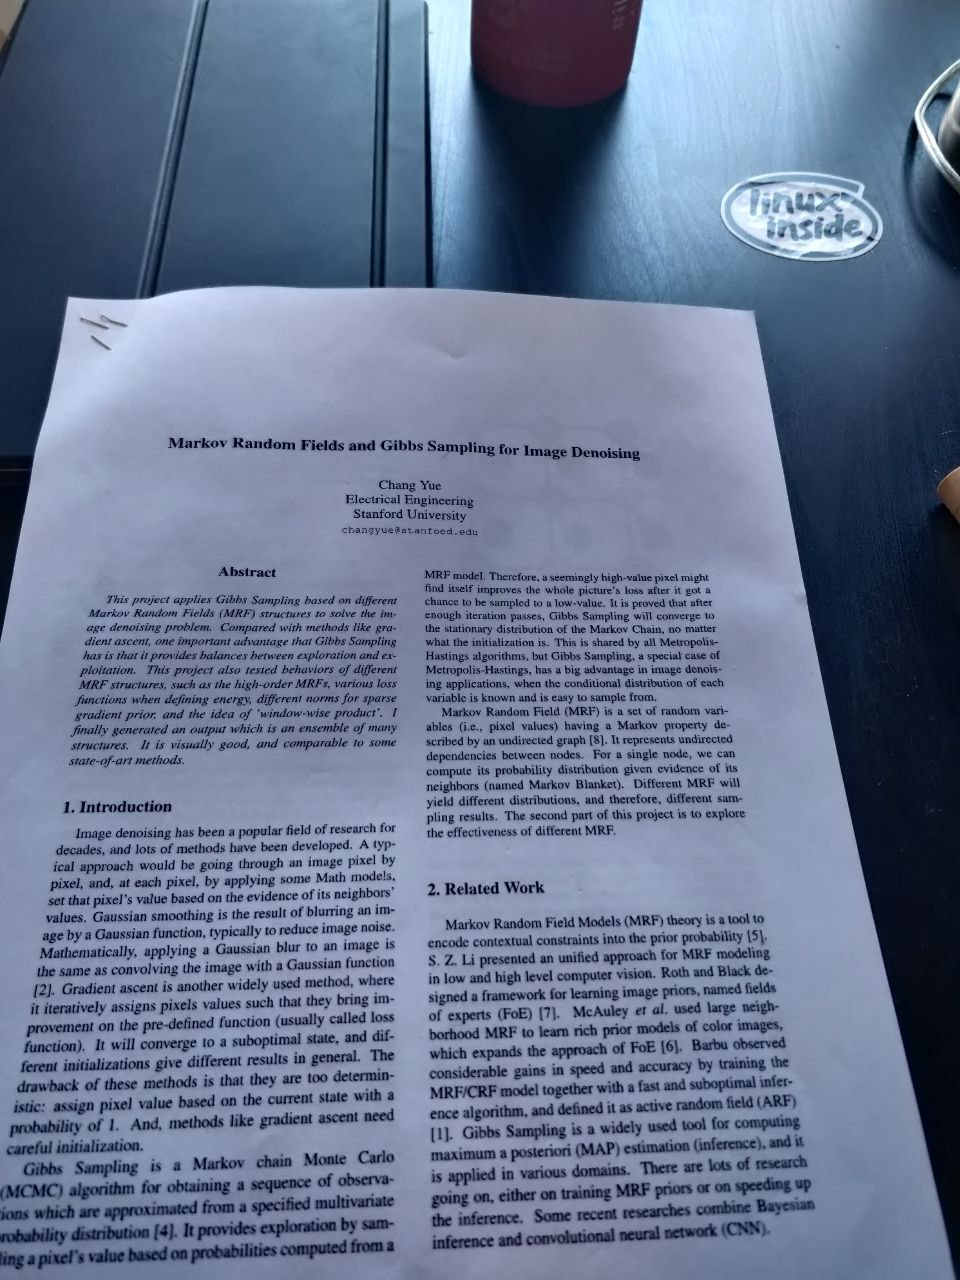 #il
linux
inside
Markov Random Fields and Gibbs Sampling for Image Denoising
Chang Yue
Electrical Engineering
Stanford University
changyue@stanfoed.edu
Abstract
This project applies Gibbs Sampling based on different
Markov Random Fields (MRF) structures to solve the im-
age denoising problem. Compared with methods like gra-
dient ascent, one important advantage that Gibbs Sampling
has is that it provides balances between exploration and ex-
ploitation. This project also tested behaviors of different
MRF structures, such as the high-order MRFs, various loss
functions when defining energy, different norms for sparse
gradient prior, and the idea of 'window-wise product'. I
finally generated an output which is an ensemble of many
structures. It is visually good, and comparable to some
state-of-art methods.
1. Introduction
Image denoising has been a popular field of research for
decades, and lots of methods have been developed. A typ-
ical approach would be going through an image pixel by
pixel, and, at each pixel, by applying some Math models,
set that pixel's value based on the evidence of its neighbors'
values. Gaussian smoothing is the result of blurring an im-
age by a Gaussian function, typically to reduce image noise.
Mathematically, applying a Gaussian blur to an image is
the same as convolving the image with a Gaussian function
[2]. Gradient ascent is another widely used method, where
it iteratively assigns pixels values such that they bring im-
provement on the pre-defined function (usually called loss
function). It will converge to a suboptimal state, and dif-
ferent initializations give different results in general. The
drawback of these methods is that they are too determin-
istic: assign pixel value based on the current state with a
probability of 1. And, methods like gradient ascent need
careful initialization.
Gibbs Sampling is a Markov chain Monte Carlo
(MCMC) algorithm for obtaining a sequence of observa-
ions which are approximated from a specified multivariate
robability distribution [4]. It provides exploration by sam-
ling a pixel's value based on probabilities computed from a
MRF model. Therefore, a seemingly high-value pixel might
find itself improves the whole picture's loss after it got a
chance to be sampled to a low-value. It is proved that after
enough iteration passes, Gibbs Sampling will converge to
the stationary distribution of the Markov Chain, no matter
what the initialization is. This is shared by all Metropolis-
Hastings algorithms, but Gibbs Sampling, a special case of
Metropolis-Hastings, has a big advantage in image denois-
ing applications, when the conditional distribution of each
variable is known and is easy to sample from.
Markov Random Field (MRF) is a set of random vari-
ables (i.e., pixel values) having a Markov property de-
scribed by an undirected graph [8]. It represents undirected
dependencies between nodes. For a single node, we can
compute its probability distribution given evidence of its
neighbors (named Markov Blanket). Different MRF will
yield different distributions, and therefore, different sam-
pling results. The second part of this project is to explore
the effectiveness of different MRF.
2. Related Work
Markov Random Field Models (MRF) theory is a tool to
encode contextual constraints into the prior probability [5].
S. Z. Li presented an unified approach for MRF modeling
in low and high level computer vision. Roth and Black de-
signed a framework for learning image priors, named fields
of experts (FoE) [7]. McAuley et al. used large neigh-
borhood MRF to learn rich prior models of color images,
which expands the approach of FoE [6]. Barbu observed
considerable gains in speed and accuracy by training the
MRF/CRF model together with a fast and suboptimal infer-
ence algorithm, and defined it as active random field (ARF)
[1]. Gibbs Sampling is a widely used tool for computing
maximum a posteriori (MAP) estimation (inference), and it
is applied in various domains. There are lots of research
going on, either on training MRF priors or on speeding up
the inference. Some recent researches combine Bayesian
inference and convolutional neural network (CNN).